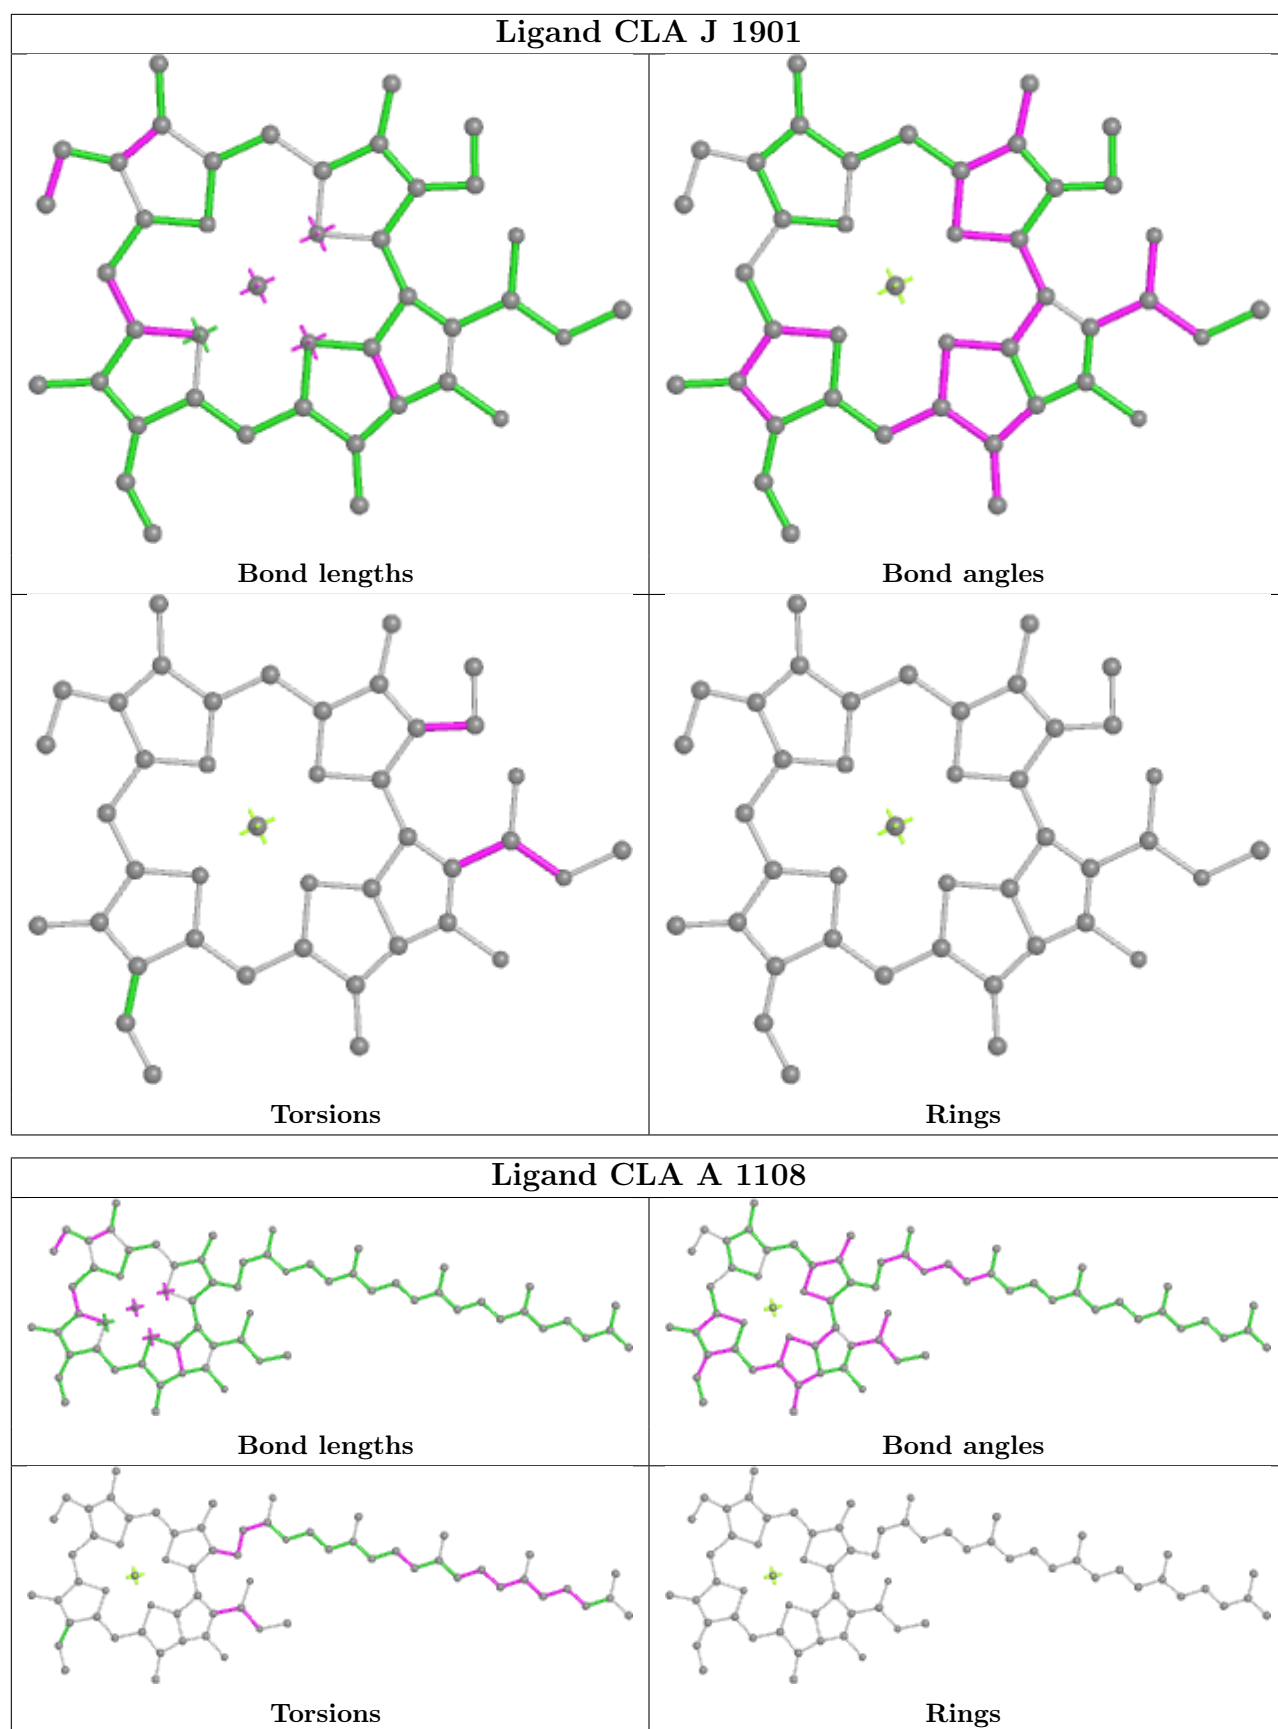 Ligand CLA J 1901
Bond lengths
Bond angles
Torsions
Rings
Ligand CLA A 1108
Bond lengths
Bond angles
Torsions
Rings